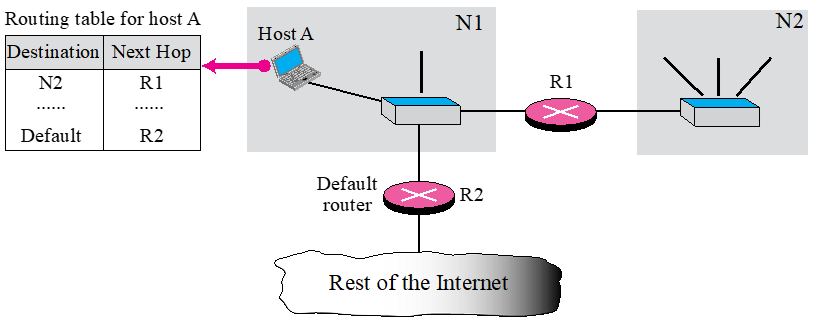 Routing table for host A
Destination Next Hop
N2 R1
...... ......
Default R2
Host A
N1
R1
N2
Default
router
R2
Rest of the Internet